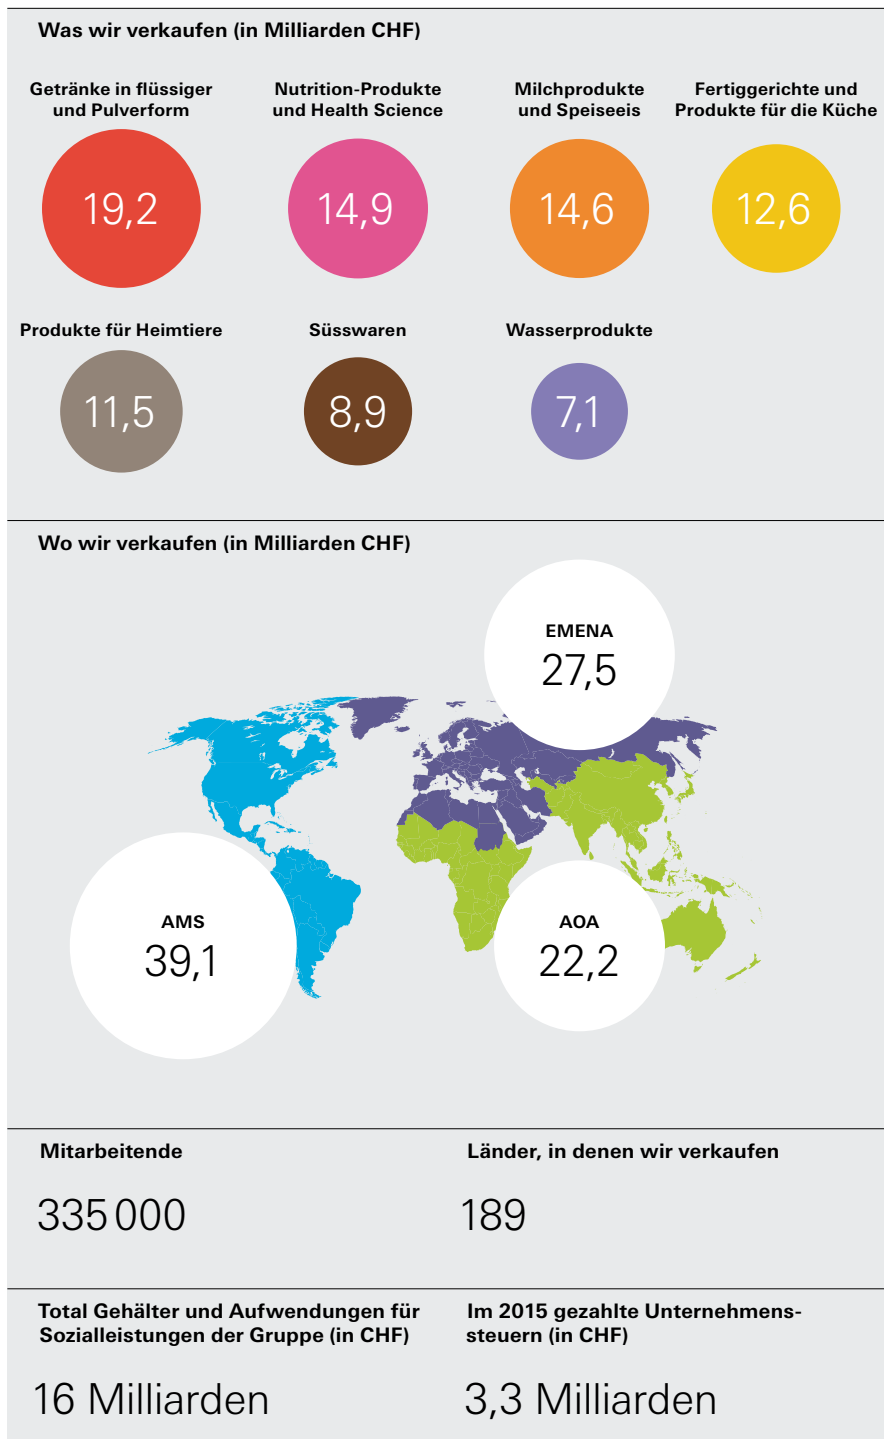 Was wir verkaufen (in Milliarden CHF)
Getränke in flüssiger
und Pulverform
19,2
Nutrition-Produkte
und Health Science
14,9
Milchprodukte
und Speiseeis
14,6
Fertiggerichte und
Produkte für die Küche
12,6
Produkte für Heimtiere
11,5
Süsswaren
8,9
Wasserprodukte
7,1
Wo wir verkaufen (in Milliarden CHF)
EMENA
27,5
AMS
39,1
AOA
22,2
Mitarbeitende
335 000
Länder, in denen wir verkaufen
189
Total Gehälter und Aufwendungen für
Sozialleistungen der Gruppe (in CHF)
16 Milliarden
Im 2015 gezahlte Unternehmens-
steuern (in CHF)
3,3 Milliarden